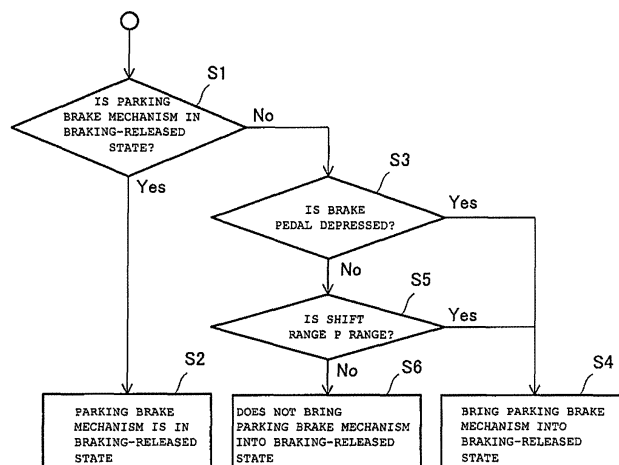 S1
IS PARKING
BRAKE MECHANISM IN
BRAKING-RELEASED
STATE?
No
Yes
S3
IS BRAKE
PEDAL DEPRESSED?
Yes
No
S5
IS SHIFT
RANGE P RANGE?
Yes
No
S2
PARKING BRAKE
MECHANISM IS IN
BRAKING-RELEASED
STATE
S6
DOES NOT BRING
PARKING BRAKE MECHANISM
INTO BRAKING-RELEASED
STATE
S4
BRING PARKING BRAKE
MECHANISM INTO
BRAKING-RELEASED
STATE